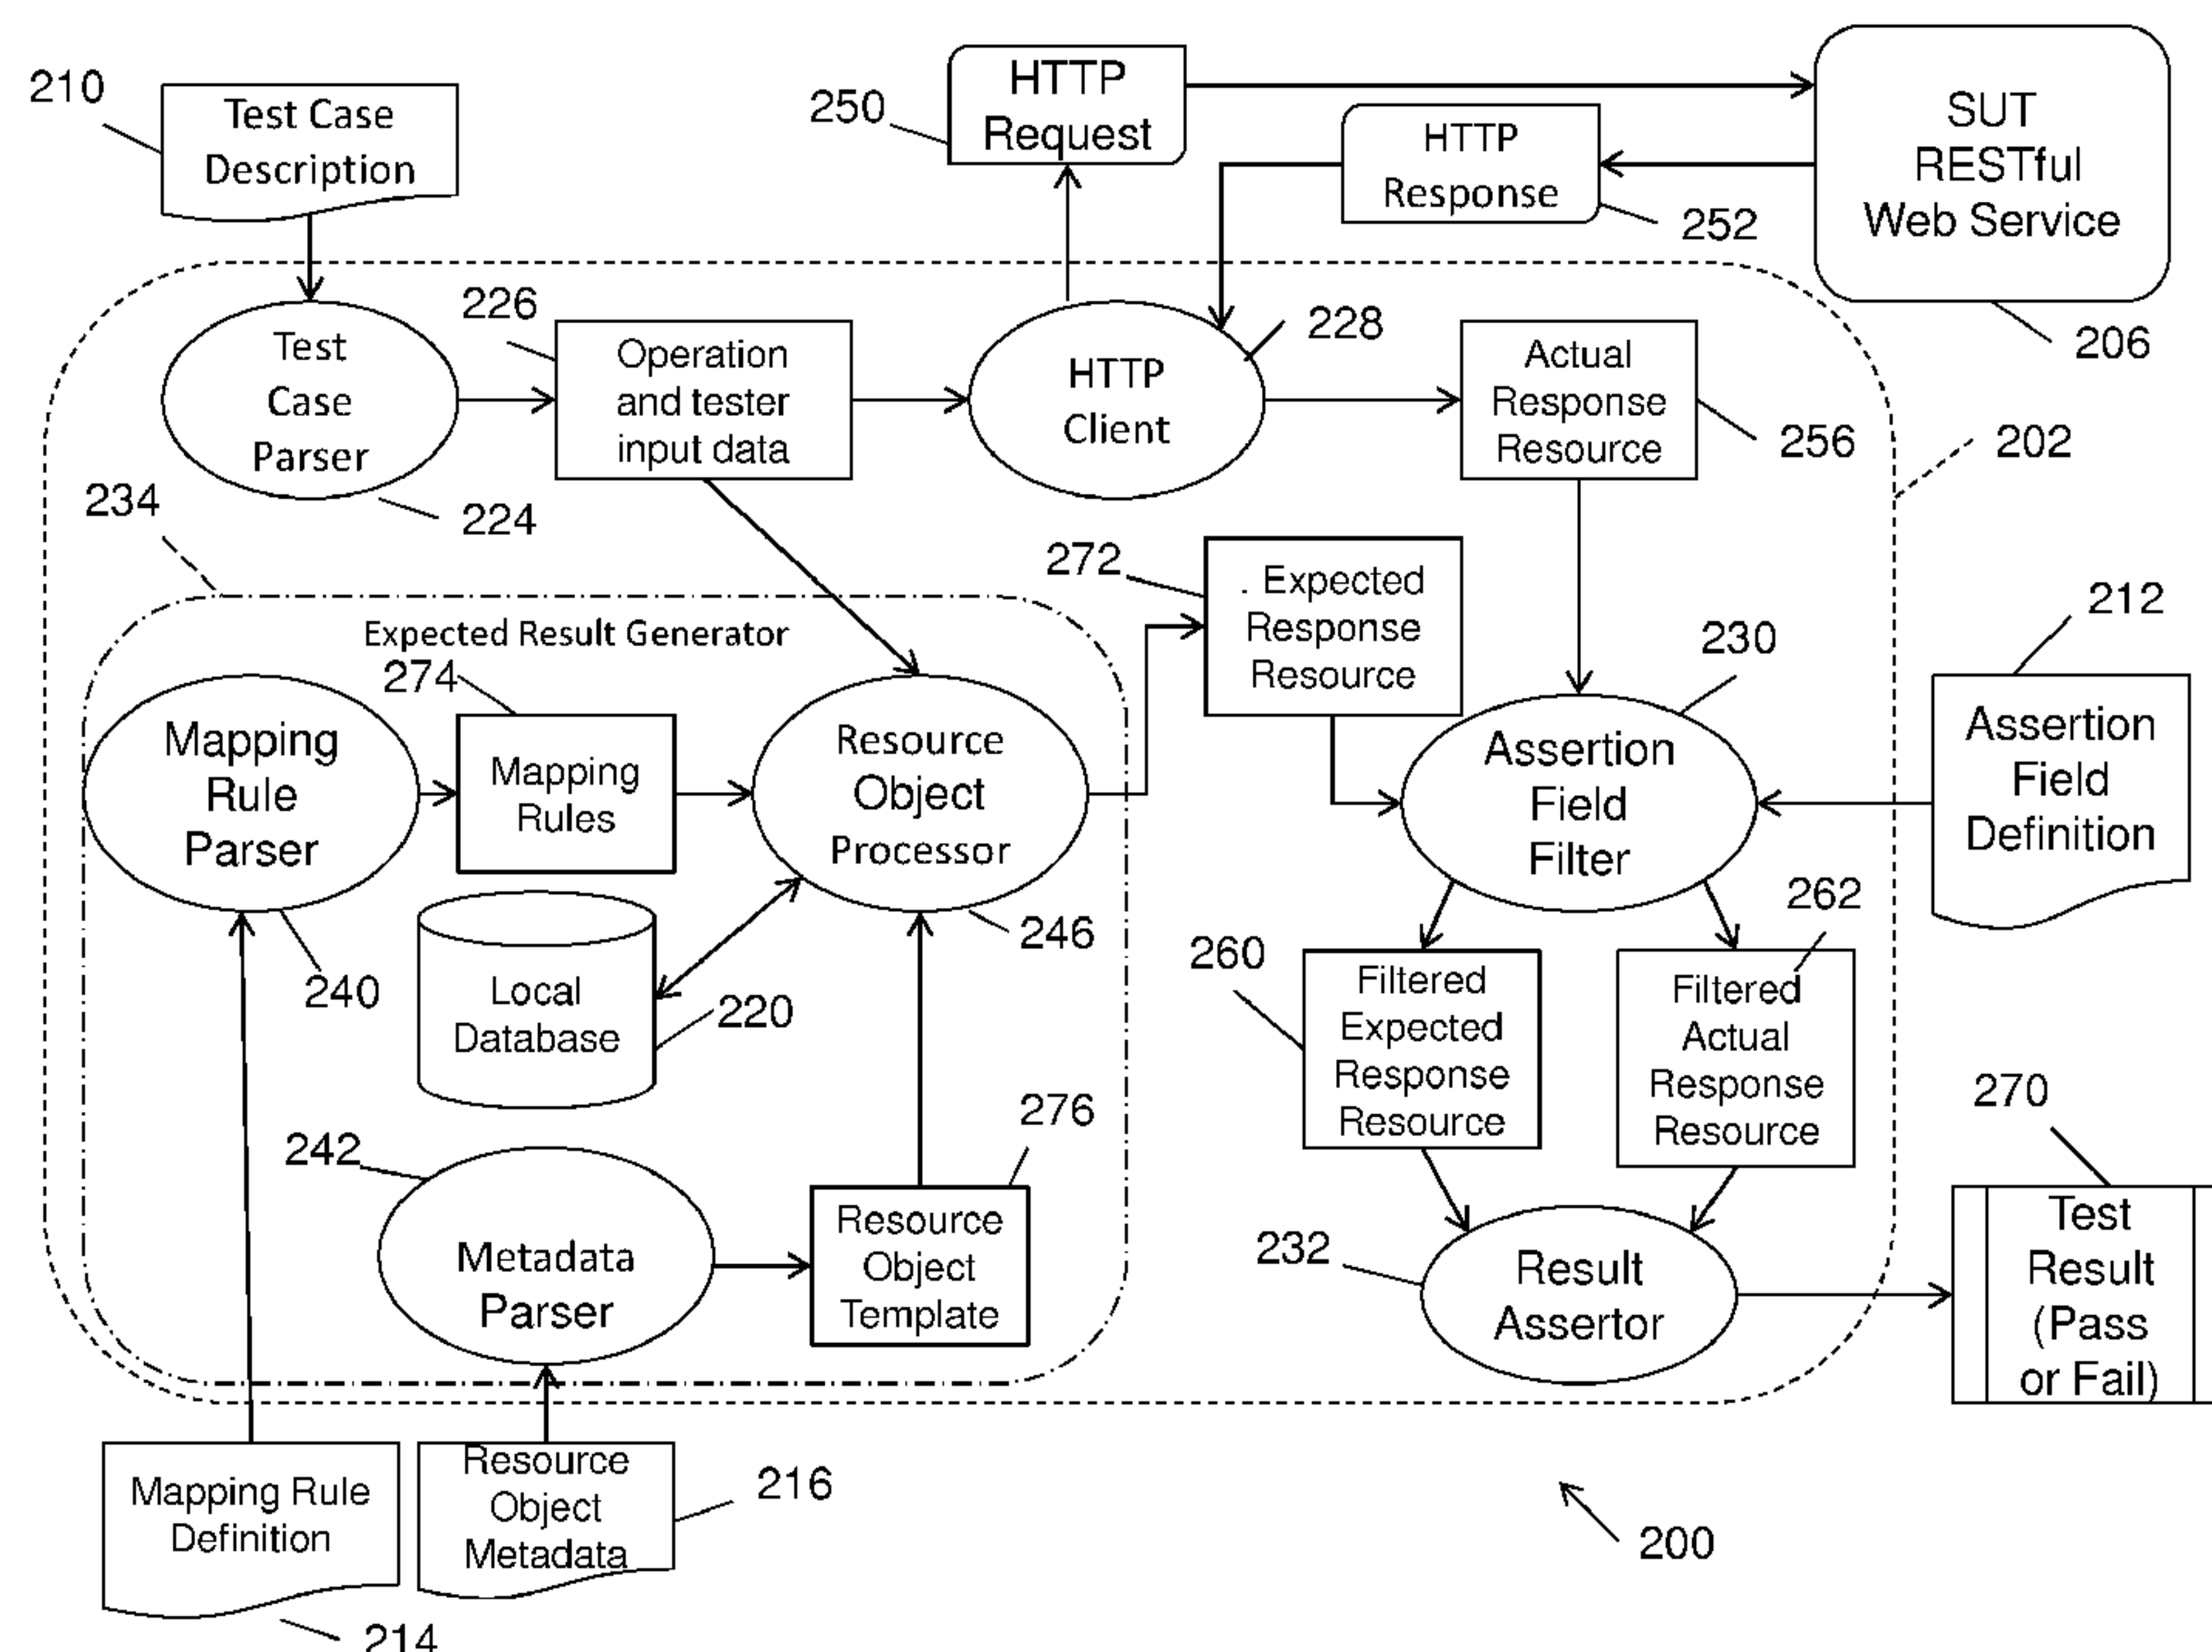 210
Test Case
Description
250
HTTP
Request
HTTP
Response
252
SUT
RESTful
Web Service
206
226
Test
Case
Parser
224
Operation
and tester
input data
HTTP
Client
228
Actual
Response
Resource
256
202
234
Expected Result Generator
274
Mapping
Rule
Parser
240
Mapping
Rules
Resource
Object
Processor
246
272
. Expected
Response
Resource
230
Assertion
Field
Filter
212
Assertion
Field
Definition
Local
Database
220
260
Filtered
Expected
Response
Resource
262
Filtered
Actual
Response
Resource
242
Metadata
Parser
276
Resource
Object
Template
232
Result
Assertor
270
Test
Result
(Pass
or Fail)
Mapping Rule
Definition
214
Resource
Object
Metadata
216
200